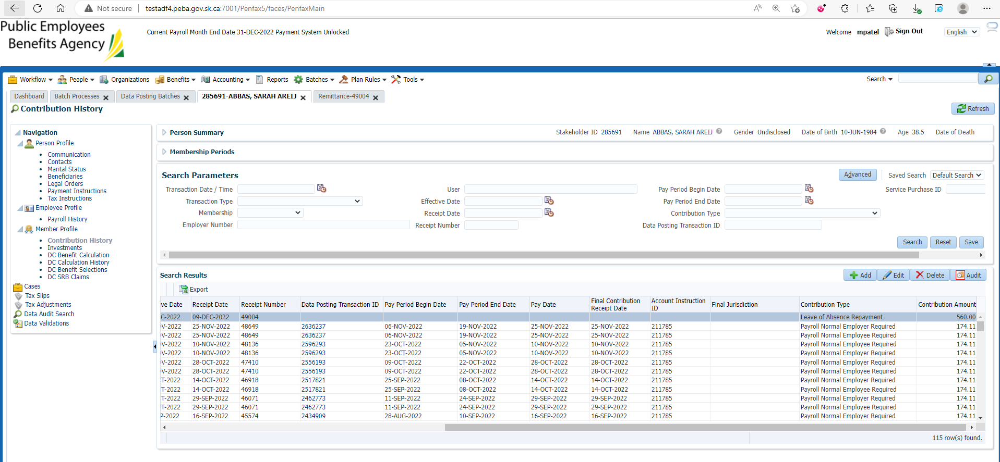 Not secure
testadf4.peba.gov.sk.ca:7001/Penfax5/faces/PenfaxMain
Public Employees
Benefits Agency
Current Payroll Month End Date 31-DEC-2022 Payment System Unlocked
Welcome mpatel Sign Out English
Workflow People Organizations Benefits Accounting Reports Batches Plan Rules Tools Search
Dashboard Batch Processes Data Posting Batches 285691-ABBAS, SARAH AREIJ Remittance-49004
Contribution History Refresh
Navigation
Person Profile
Communication
Contacts
Marital Status
Beneficiaries
Legal Orders
Payment Instructions
Tax Instructions
Employee Profile
Payroll History
Member Profile
Contribution History
Investments
DC Benefit Calculation
DC Calculation History
DC Benefit Selections
DC SRB Claims
Cases
Tax Slips
Tax Adjustments
Data Audit Search
Data Validations
Person Summary Stakeholder ID 285691 Name ABBAS, SARAH AREIJ Gender Undisclosed Date of Birth 10-JUN-1984 Age 38.5 Date of Death
Membership Periods
Search Parameters Advanced Saved Search Default Search
Transaction Date / Time User Pay Period Begin Date Service Purchase ID
Transaction Type Effective Date Pay Period End Date
Membership Receipt Date Contribution Type
Employer Number Receipt Number Data Posting Transaction ID
Search Reset Save
Search Results Add Edit Delete Audit
Export
ve Date Receipt Date Receipt Number Data Posting Transaction ID Pay Period Begin Date Pay Period End Date Pay Date Final Contribution Receipt Date Account Instruction ID Final Jurisdiction Contribution Type Contribution Amount
C-2022 09-DEC-2022 49004 Leave of Absence Repayment 560.00
OV-2022 25-NOV-2022 48649 2636237 06-NOV-2022 19-NOV-2022 25-NOV-2022 25-NOV-2022 211785 Payroll Normal Employer Required 174.11
OV-2022 25-NOV-2022 48649 2636237 06-NOV-2022 19-NOV-2022 25-NOV-2022 25-NOV-2022 211785 Payroll Normal Employee Required 174.11
OV-2022 10-NOV-2022 48136 2596293 23-OCT-2022 05-NOV-2022 10-NOV-2022 10-NOV-2022 211785 Payroll Normal Employer Required 174.11
OV-2022 10-NOV-2022 48136 2596293 23-OCT-2022 05-NOV-2022 10-NOV-2022 10-NOV-2022 211785 Payroll Normal Employee Required 174.11
OV-2022 28-OCT-2022 47410 2556193 09-OCT-2022 22-OCT-2022 28-OCT-2022 28-OCT-2022 211785 Payroll Normal Employer Required 174.11
OV-2022 28-OCT-2022 47410 2556193 09-OCT-2022 22-OCT-2022 28-OCT-2022 28-OCT-2022 211785 Payroll Normal Employee Required 174.11
CT-2022 14-OCT-2022 46918 2517821 25-SEP-2022 08-OCT-2022 14-OCT-2022 14-OCT-2022 211785 Payroll Normal Employer Required 174.11
CT-2022 14-OCT-2022 46918 2517821 25-SEP-2022 08-OCT-2022 14-OCT-2022 14-OCT-2022 211785 Payroll Normal Employee Required 174.11
CT-2022 29-SEP-2022 46071 2462773 11-SEP-2022 24-SEP-2022 29-SEP-2022 29-SEP-2022 211785 Payroll Normal Employee Required 174.11
CT-2022 29-SEP-2022 46071 2462773 11-SEP-2022 24-SEP-2022 29-SEP-2022 29-SEP-2022 211785 Payroll Normal Employer Required 174.11
P-2022 16-SEP-2022 45574 2434909 28-AUG-2022 10-SEP-2022 16-SEP-2022 16-SEP-2022 211785 Payroll Normal Employer Required 174.11
115 row(s) found.